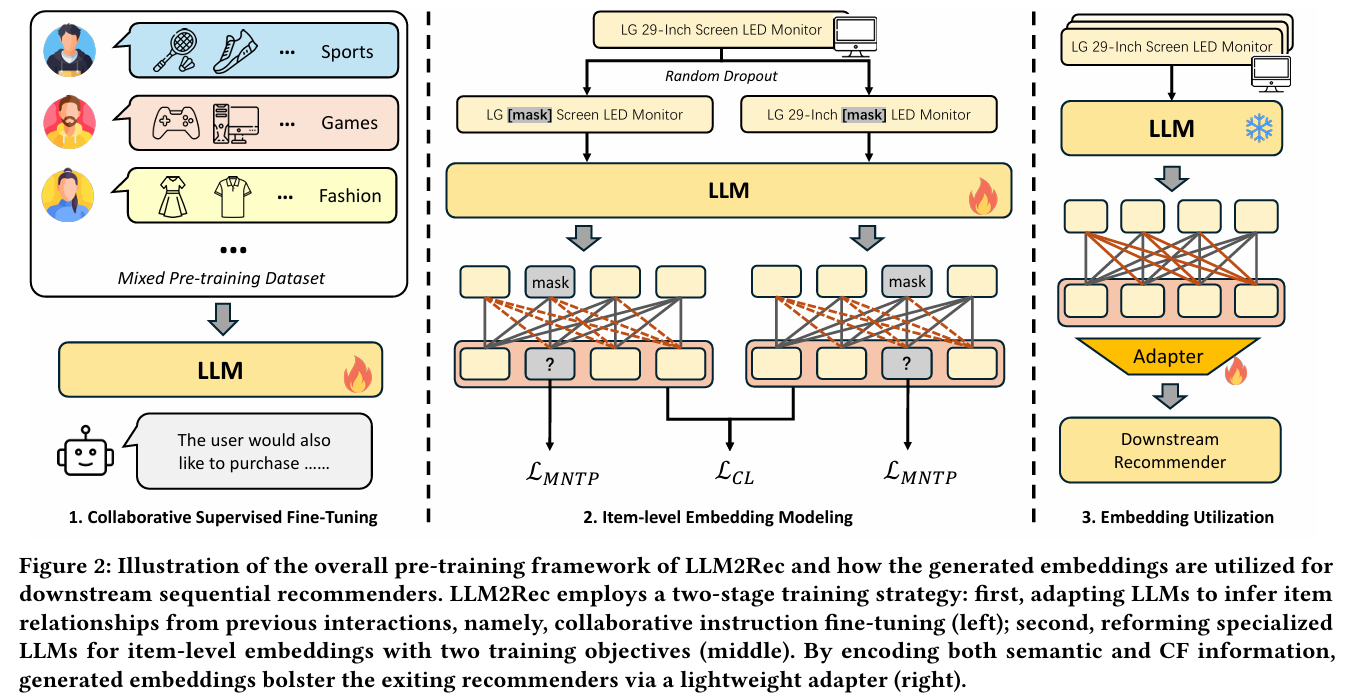 ... Sports
... Games
... Fashion
...
Mixed Pre-training Dataset
LLM
The user would also
like to purchase ......
1. Collaborative Supervised Fine-Tuning
LG 29-Inch Screen LED Monitor
Random Dropout
LG [mask] Screen LED Monitor
LG 29-Inch [mask] LED Monitor
LLM
mask
mask
?
?
ℒ_MNTP
ℒ_CL
ℒ_MNTP
2. Item-level Embedding Modeling
LG 29-Inch Screen LED Monitor
LLM
Adapter
Downstream
Recommender
3. Embedding Utilization
Figure 2: Illustration of the overall pre-training framework of LLM2Rec and how the generated embeddings are utilized for
downstream sequential recommenders. LLM2Rec employs a two-stage training strategy: first, adapting LLMs to infer item
relationships from previous interactions, namely, collaborative instruction fine-tuning (left); second, reforming specialized
LLMs for item-level embeddings with two training objectives (middle). By encoding both semantic and CF information,
generated embeddings bolster the exiting recommenders via a lightweight adapter (right).